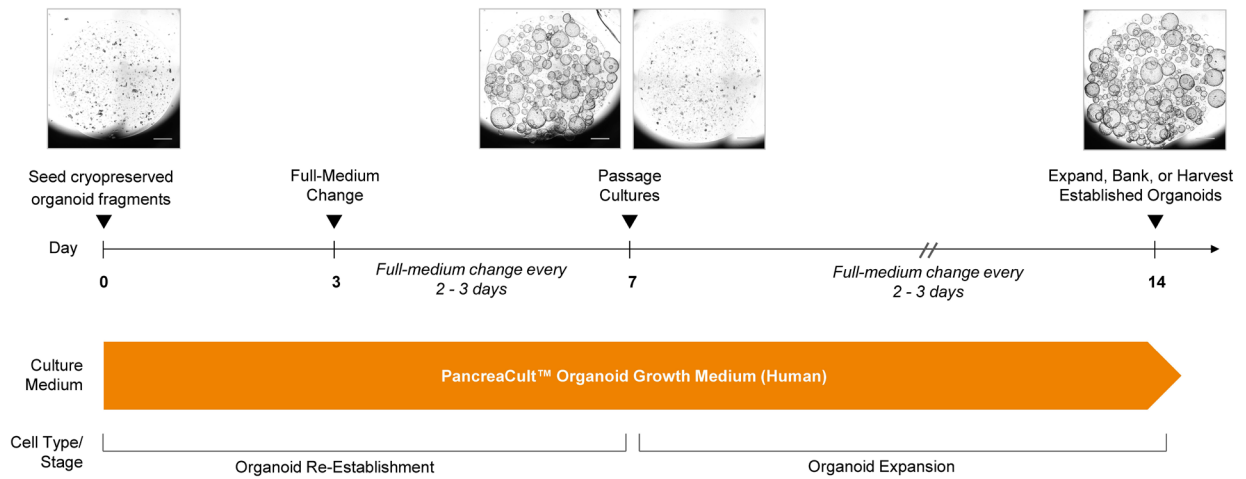 Seed cryopreserved
organoid fragments
Full-Medium
Change
Passage
Cultures
Expand, Bank, or Harvest
Established Organoids
Day
0
3
Full-medium change every
2 - 3 days
7
Full-medium change every
2 - 3 days
14
Culture
Medium
PancreaCult™ Organoid Growth Medium (Human)
Cell Type/
Stage
Organoid Re-Establishment
Organoid Expansion